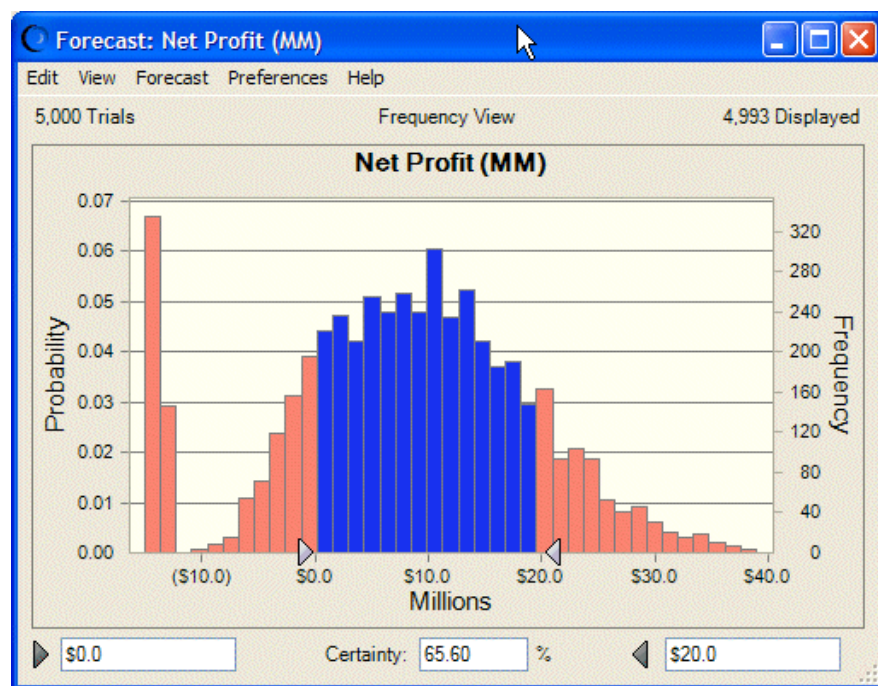 Forecast: Net Profit (MM)
Edit View Forecast Preferences Help
5,000 Trials Frequency View 4,993 Displayed
Net Profit (MM)
0.07
0.06
0.05
0.04
0.03
0.02
0.01
0.00
Probability
320
280
240
200
160
120
80
40
0
Frequency
($10.0) $0.0 $10.0 $20.0 $30.0 $40.0
Millions
$0.0 Certainty: 65.60 % $20.0